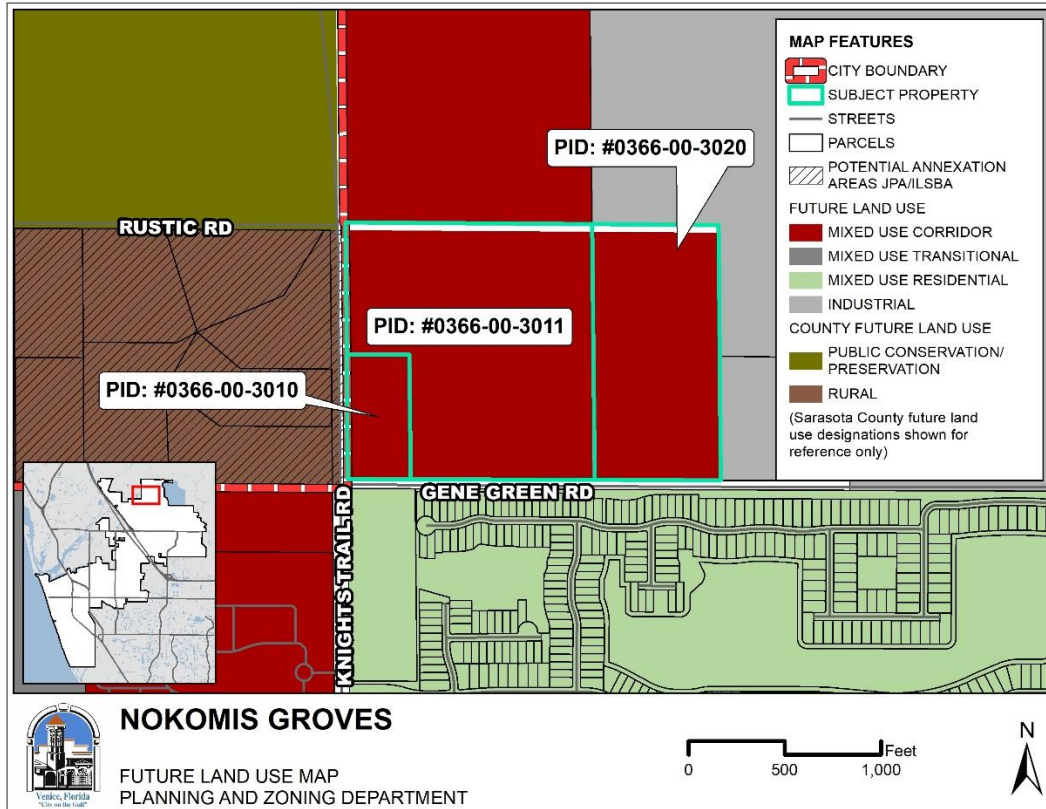 MAP FEATURES
CITY BOUNDARY
SUBJECT PROPERTY
STREETS
PARCELS
POTENTIAL ANNEXATION
AREAS JPA/ILSBA
FUTURE LAND USE
MIXED USE CORRIDOR
MIXED USE TRANSITIONAL
MIXED USE RESIDENTIAL
INDUSTRIAL
COUNTY FUTURE LAND USE
PUBLIC CONSERVATION/
PRESERVATION
RURAL
(Sarasota County future land
use designations shown for
reference only)
PID: #0366-00-3020
RUSTIC RD
PID: #0366-00-3011
PID: #0366-00-3010
GENE GREEN RD
KNIGHTS TRAIL RD
NOKOMIS GROVES
FUTURE LAND USE MAP
PLANNING AND ZONING DEPARTMENT
Venice, Florida
"City on the Gulf"
Feet
0 500 1,000
N